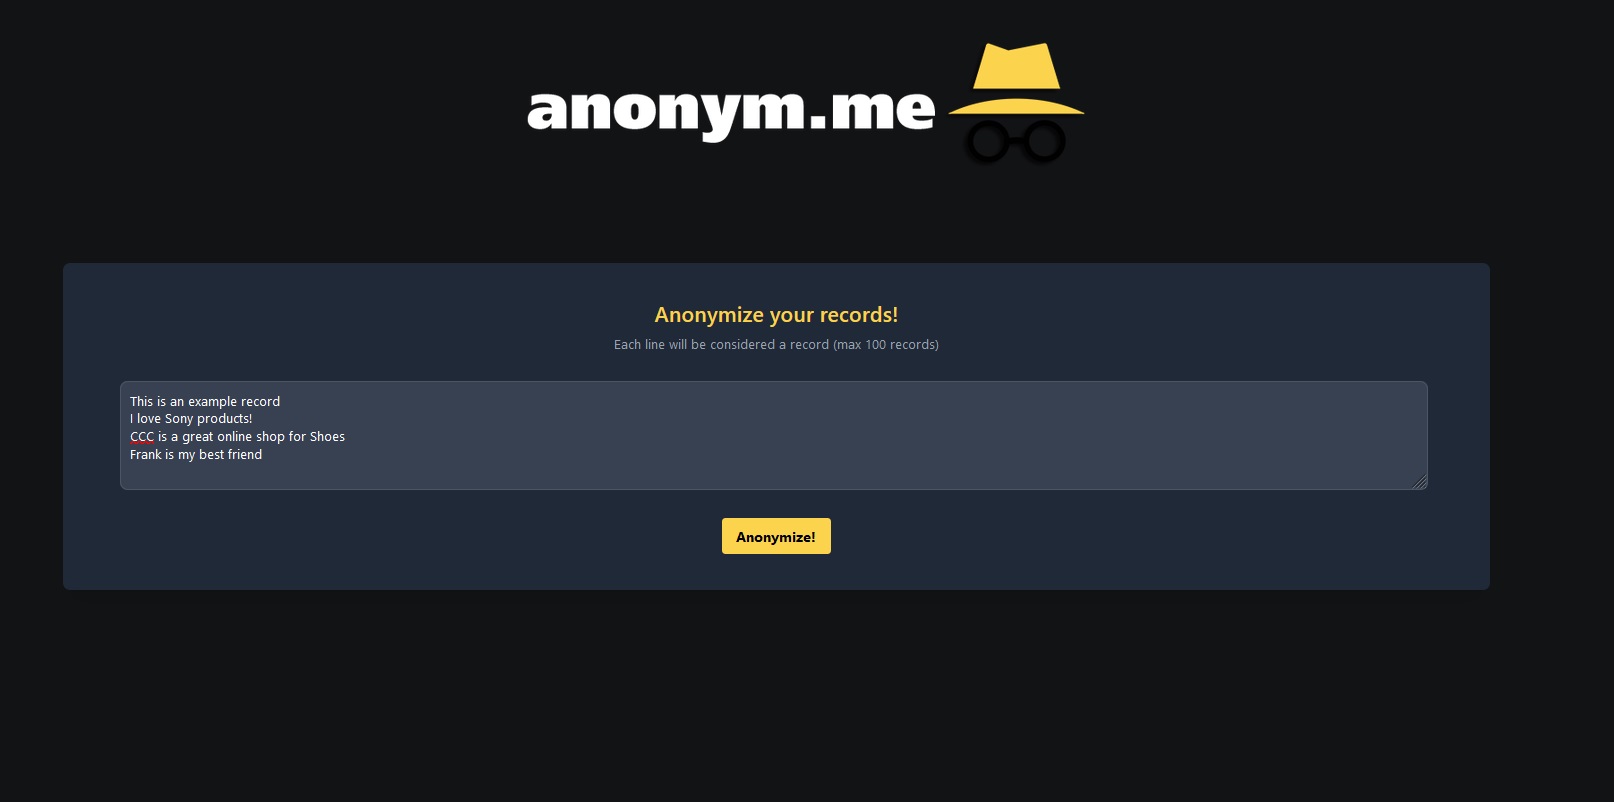 anonym.me
Anonymize your records!
Each line will be considered a record (max 100 records)
This is an example record
I love Sony products!
CCC is a great online shop for Shoes
Frank is my best friend
Anonymize!